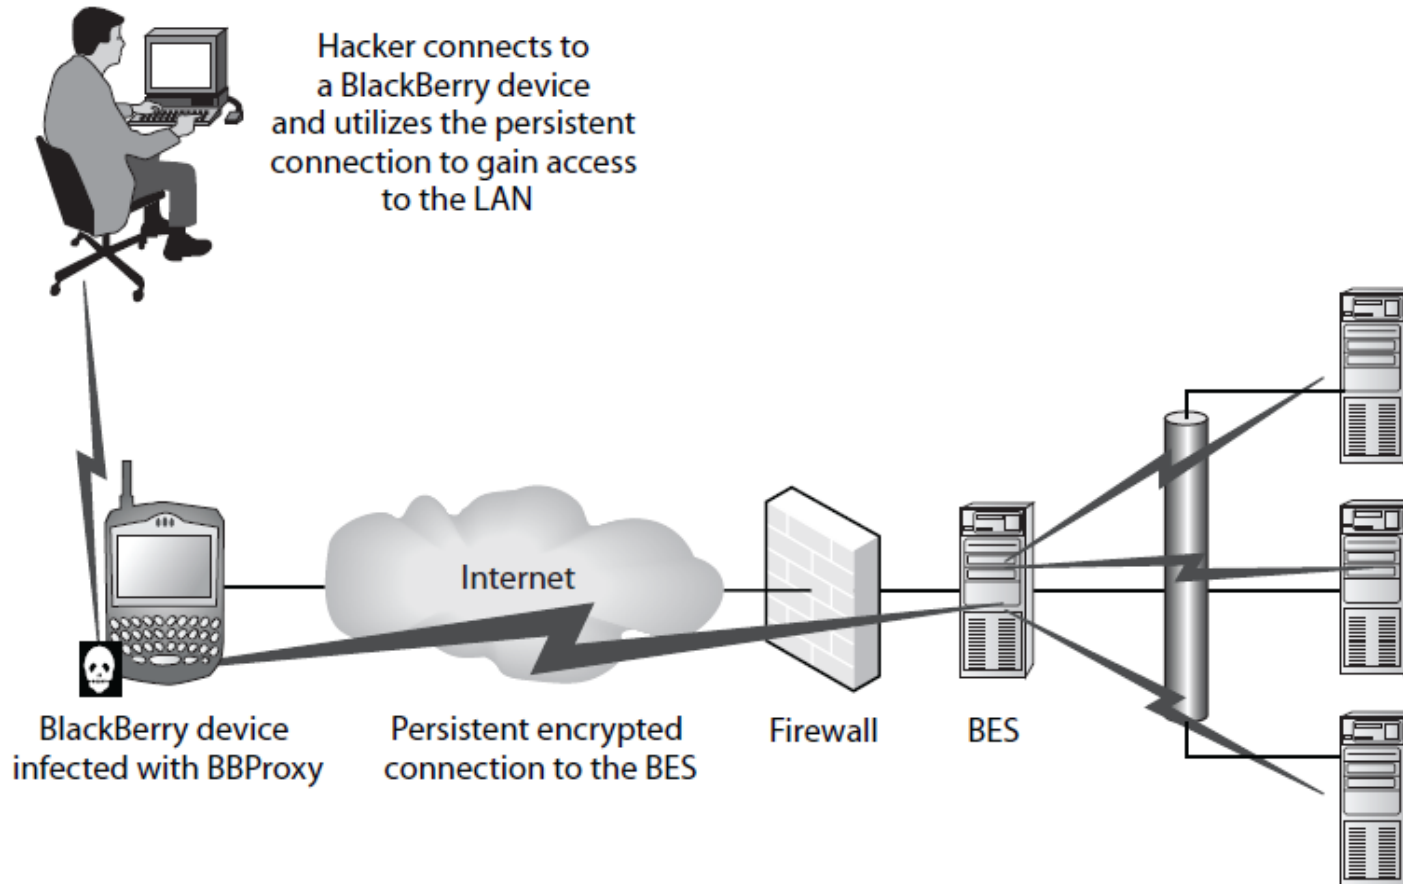 Hacker connects to
a BlackBerry device
and utilizes the persistent
connection to gain access
to the LAN
Internet
BlackBerry device
infected with BBProxy
Persistent encrypted
connection to the BES
Firewall
BES